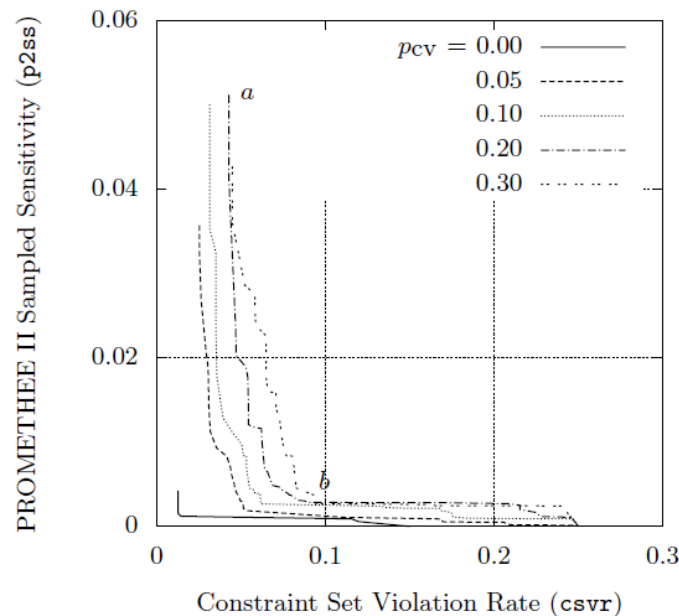 PROMETHEE II Sampled Sensitivity (p2ss)
0.06
0.04
0.02
0
0
0.1
0.2
0.3
Constraint Set Violation Rate (csvr)
pcv = 0.00
0.05
0.10
0.20
0.30
a
b